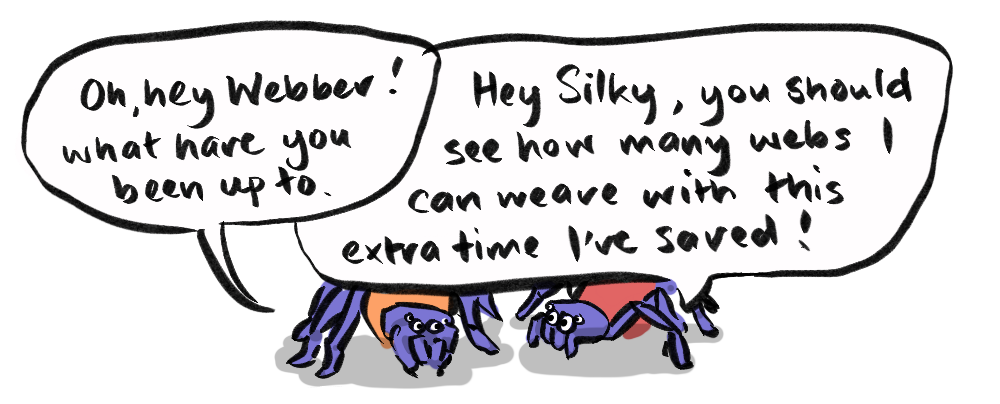 Oh, hey Webber!
what have you
been up to.
Hey Silky, you should
see how many webs I
can weave with this
extra time I've saved!